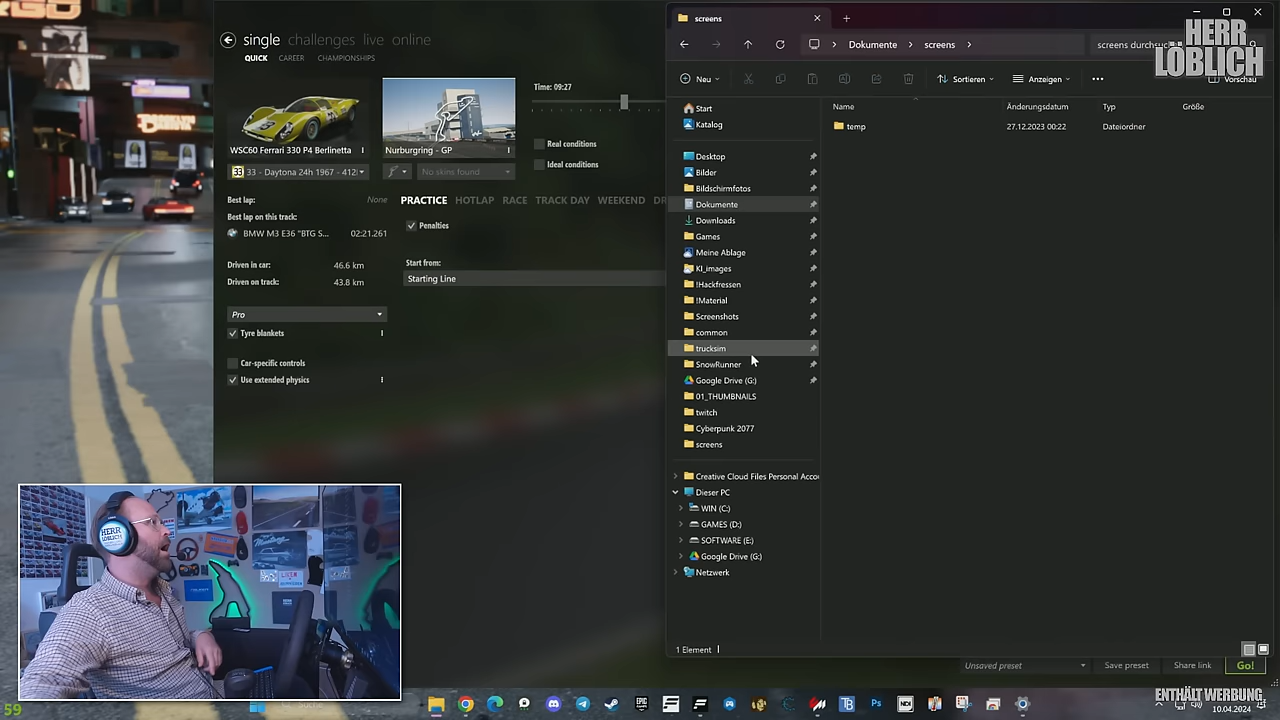 single challenges live online
QUICK CAREER CHAMPIONSHIPS
WSC60 Ferrari 330 P4 Berlinetta
Nurburgring - GP
33 - Daytona 24h 1967 - 412
No skins found
Time: 09:27
Real conditions
Ideal conditions
Best lap: None
Best lap on this track:
BMW M3 E36 "BTG S... 02:21.261
Driven in car: 46.6 km
Driven on track: 43.8 km
PRACTICE HOTLAP RACE TRACK DAY WEEKEND DR
Penalties
Start from:
Starting Line
Pro
Tyre blankets
Car-specific controls
Use extended physics
screens
Dokumente > screens
screens durchsuc
HERR
LÖBLICH
Neu
Sortieren
Anzeigen
Vorschau
Start
Katalog
Desktop
Bilder
Bildschirmfotos
Dokumente
Downloads
Games
Meine Ablage
KI_images
!Hackfressen
!Material
Screenshots
common
trucksim
SnowRunner
Google Drive (G:)
01_THUMBNAILS
twitch
Cyberpunk 2077
screens
Creative Cloud Files Personal Accou
Dieser PC
WIN (C:)
GAMES (D:)
SOFTWARE (E:)
Google Drive (G:)
Netzwerk
Name Änderungsdatum Typ Größe
temp 27.12.2023 00:22 Dateiordner
1 Element
Unsaved preset
Save preset
Share link
Go!
HERR
LÖBLICH
59
Suche
ENTHÄLT WERBUNG
10.04.2024